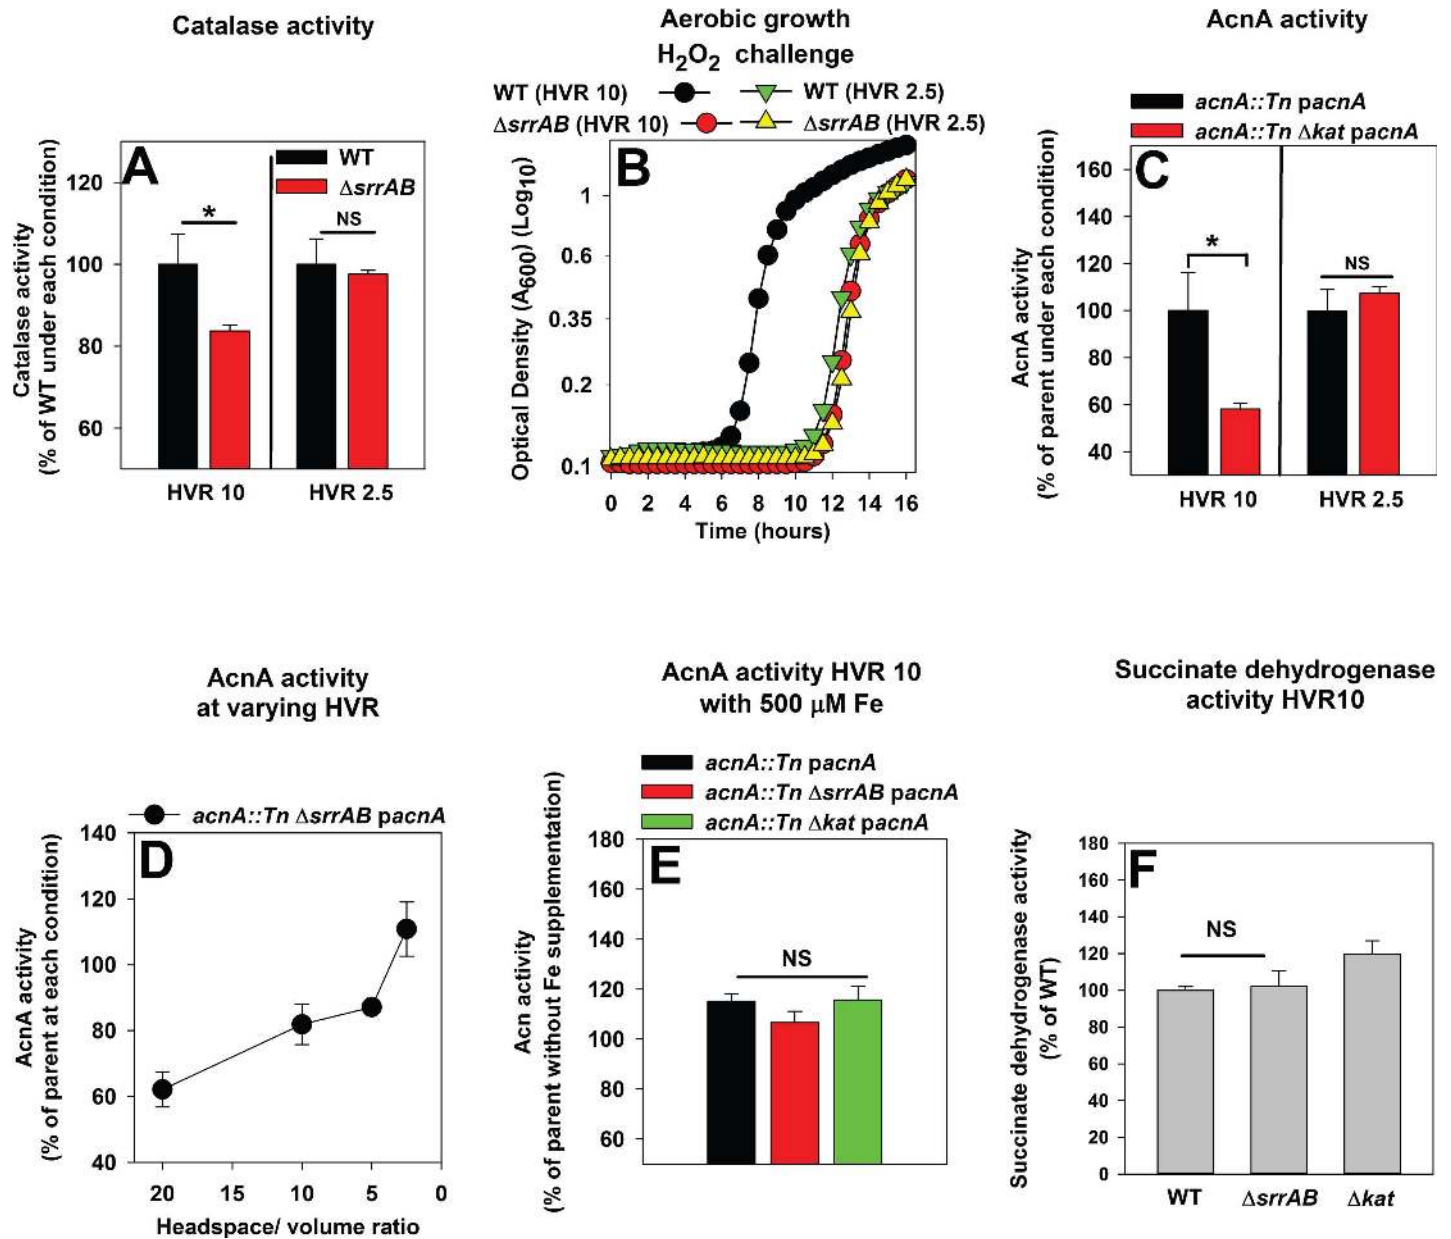 Catalase activity
Catalase activity
(% of WT under each condition)
A
WT
ΔsrrAB
*
NS
120
100
80
60
HVR 10
HVR 2.5
Aerobic growth
H2O2 challenge
WT (HVR 10)
WT (HVR 2.5)
ΔsrrAB (HVR 10)
ΔsrrAB (HVR 2.5)
B
Optical Density (A600) (Log10)
1
0.6
0.35
0.2
0.1
0 2 4 6 8 10 12 14 16
Time (hours)
AcnA activity
acnA::Tn pacnA
acnA::Tn Δkat pacnA
C
AcnA activity
(% of parent under each condition)
160
140
120
100
80
60
40
*
NS
HVR 10
HVR 2.5
AcnA activity
at varying HVR
acnA::Tn ΔsrrAB pacnA
D
AcnA activity
(% of parent at each condition)
140
120
100
80
60
40
20 15 10 5 0
Headspace/ volume ratio
AcnA activity HVR 10
with 500 μM Fe
acnA::Tn pacnA
acnA::Tn ΔsrrAB pacnA
acnA::Tn Δkat pacnA
E
Acn activity
(% of parent without Fe supplementation)
180
160
140
120
100
80
60
NS
Succinate dehydrogenase
activity HVR10
F
Succinate dehydrogenase activity
(% of WT)
180
160
140
120
100
80
60
40
20
0
NS
WT
ΔsrrAB
Δkat